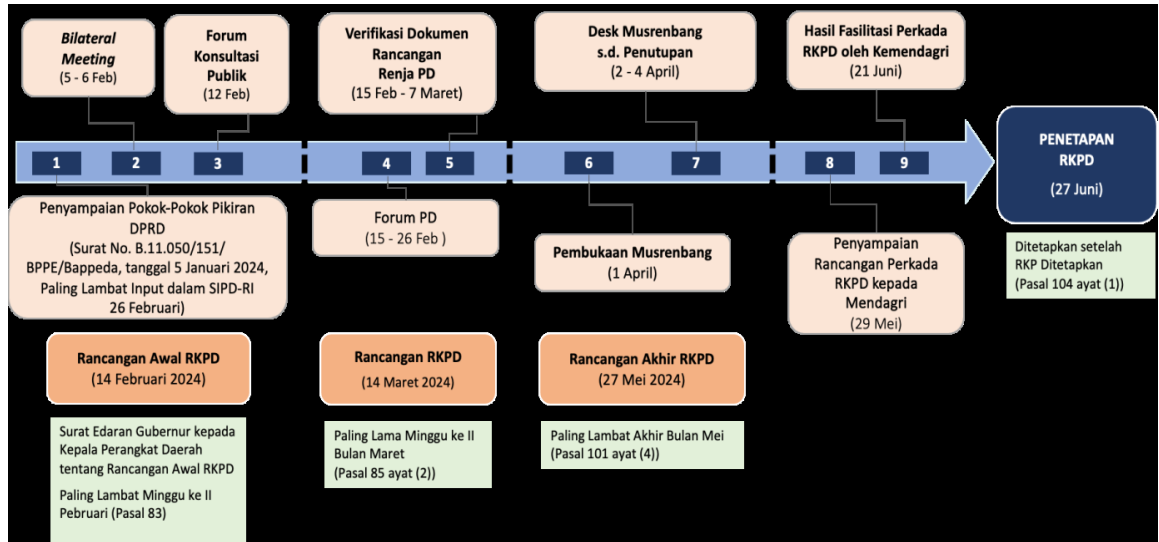 Bilateral
Meeting
(5 - 6 Feb)
Forum
Konsultasi
Publik
(12 Feb)
Verifikasi Dokumen
Rancangan
Renja PD
(15 Feb - 7 Maret)
Desk Musrenbang
s.d. Penutupan
(2 - 4 April)
Hasil Fasilitasi Perkada
RKPD oleh Kemendagri
(21 Juni)
1
2
3
4
5
6
7
8
9
PENETAPAN
RKPD
(27 Juni)
Penyampaian Pokok-Pokok Pikiran
DPRD
(Surat No. B.11.050/151/
BPPE/Bappeda, tanggal 5 Januari 2024,
Paling Lambat Input dalam SIPD-RI
26 Februari)
Forum PD
(15 - 26 Feb )
Pembukaan Musrenbang
(1 April)
Penyampaian
Rancangan Perkada
RKPD kepada
Mendagri
(29 Mei)
Ditetapkan setelah
RKP Ditetapkan
(Pasal 104 ayat (1))
Rancangan Awal RKPD
(14 Februari 2024)
Rancangan RKPD
(14 Maret 2024)
Rancangan Akhir RKPD
(27 Mei 2024)
Surat Edaran Gubernur kepada
Kepala Perangkat Daerah
tentang Rancangan Awal RKPD
Paling Lambat Minggu ke II
Pebruari (Pasal 83)
Paling Lama Minggu ke II
Bulan Maret
(Pasal 85 ayat (2))
Paling Lambat Akhir Bulan Mei
(Pasal 101 ayat (4))